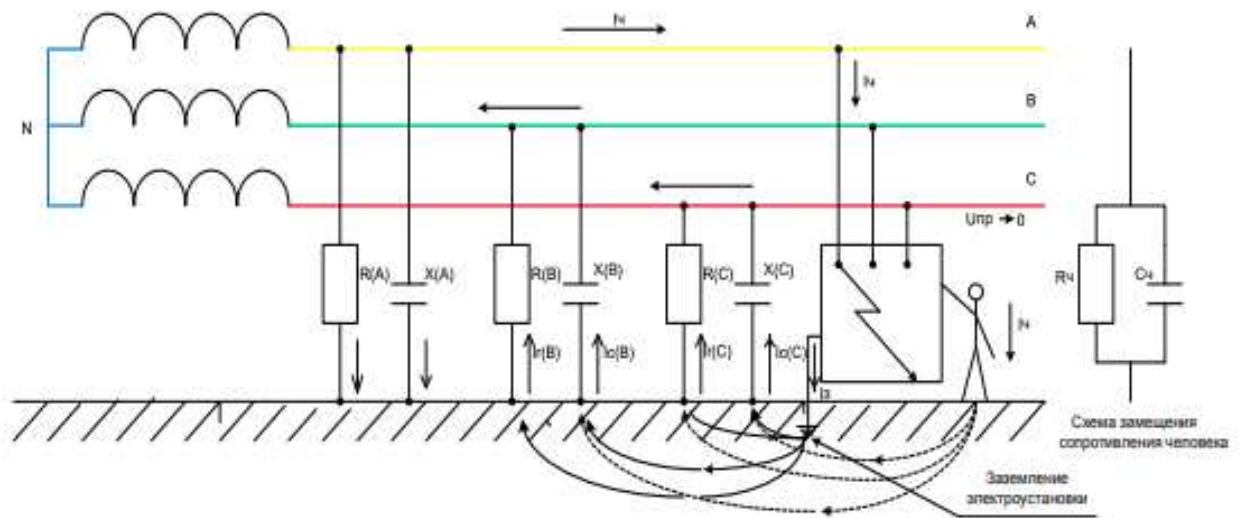 Iч
A
Iч
B
N
C
Uпр → 0
R(A)
X(A)
R(B)
X(B)
R(C)
X(C)
Rч
Cч
Ir(B)
Ic(B)
Ir(C)
Ic(C)
Iч
Iз
Схема замещения
сопротивления человека
Заземление
электроустановки